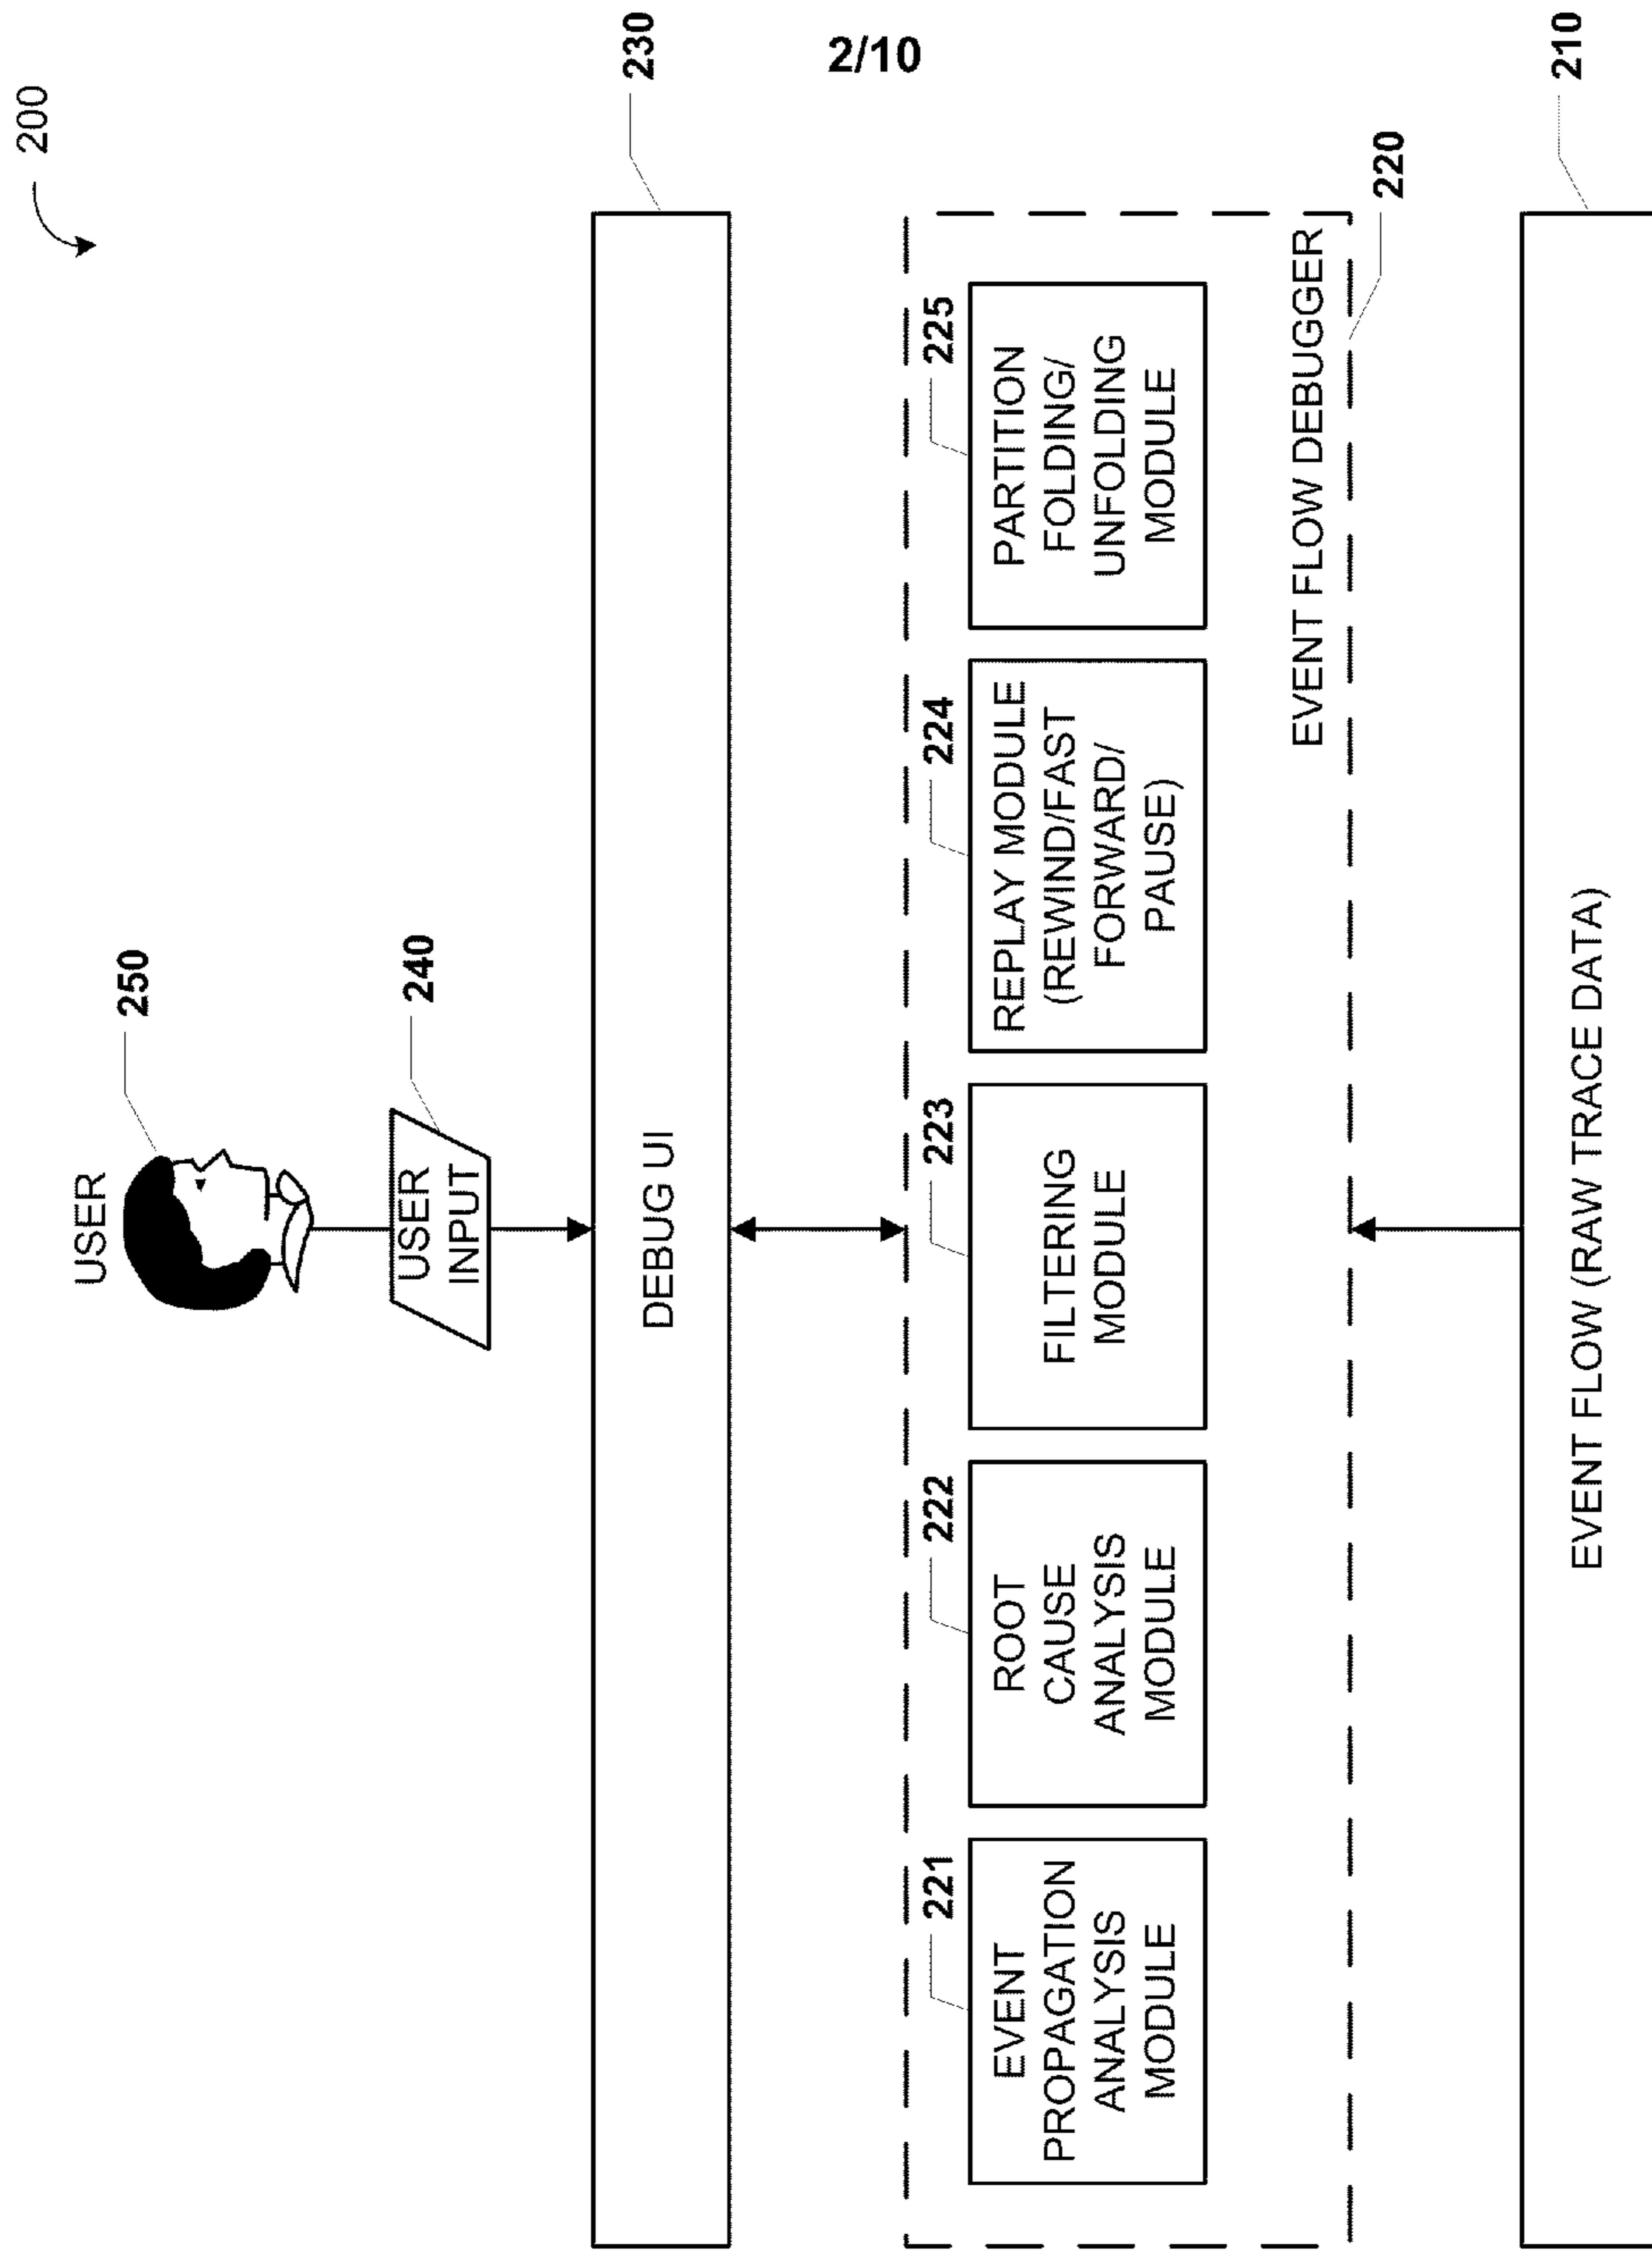 2/10
200
USER
250
USER
INPUT
240
DEBUG UI
230
221
EVENT
PROPAGATION
ANALYSIS
MODULE
222
ROOT
CAUSE
ANALYSIS
MODULE
223
FILTERING
MODULE
224
REPLAY MODULE
(REWIND/FAST
FORWARD/
PAUSE)
225
PARTITION
FOLDING/
UNFOLDING
MODULE
EVENT FLOW DEBUGGER
220
EVENT FLOW (RAW TRACE DATA)
210